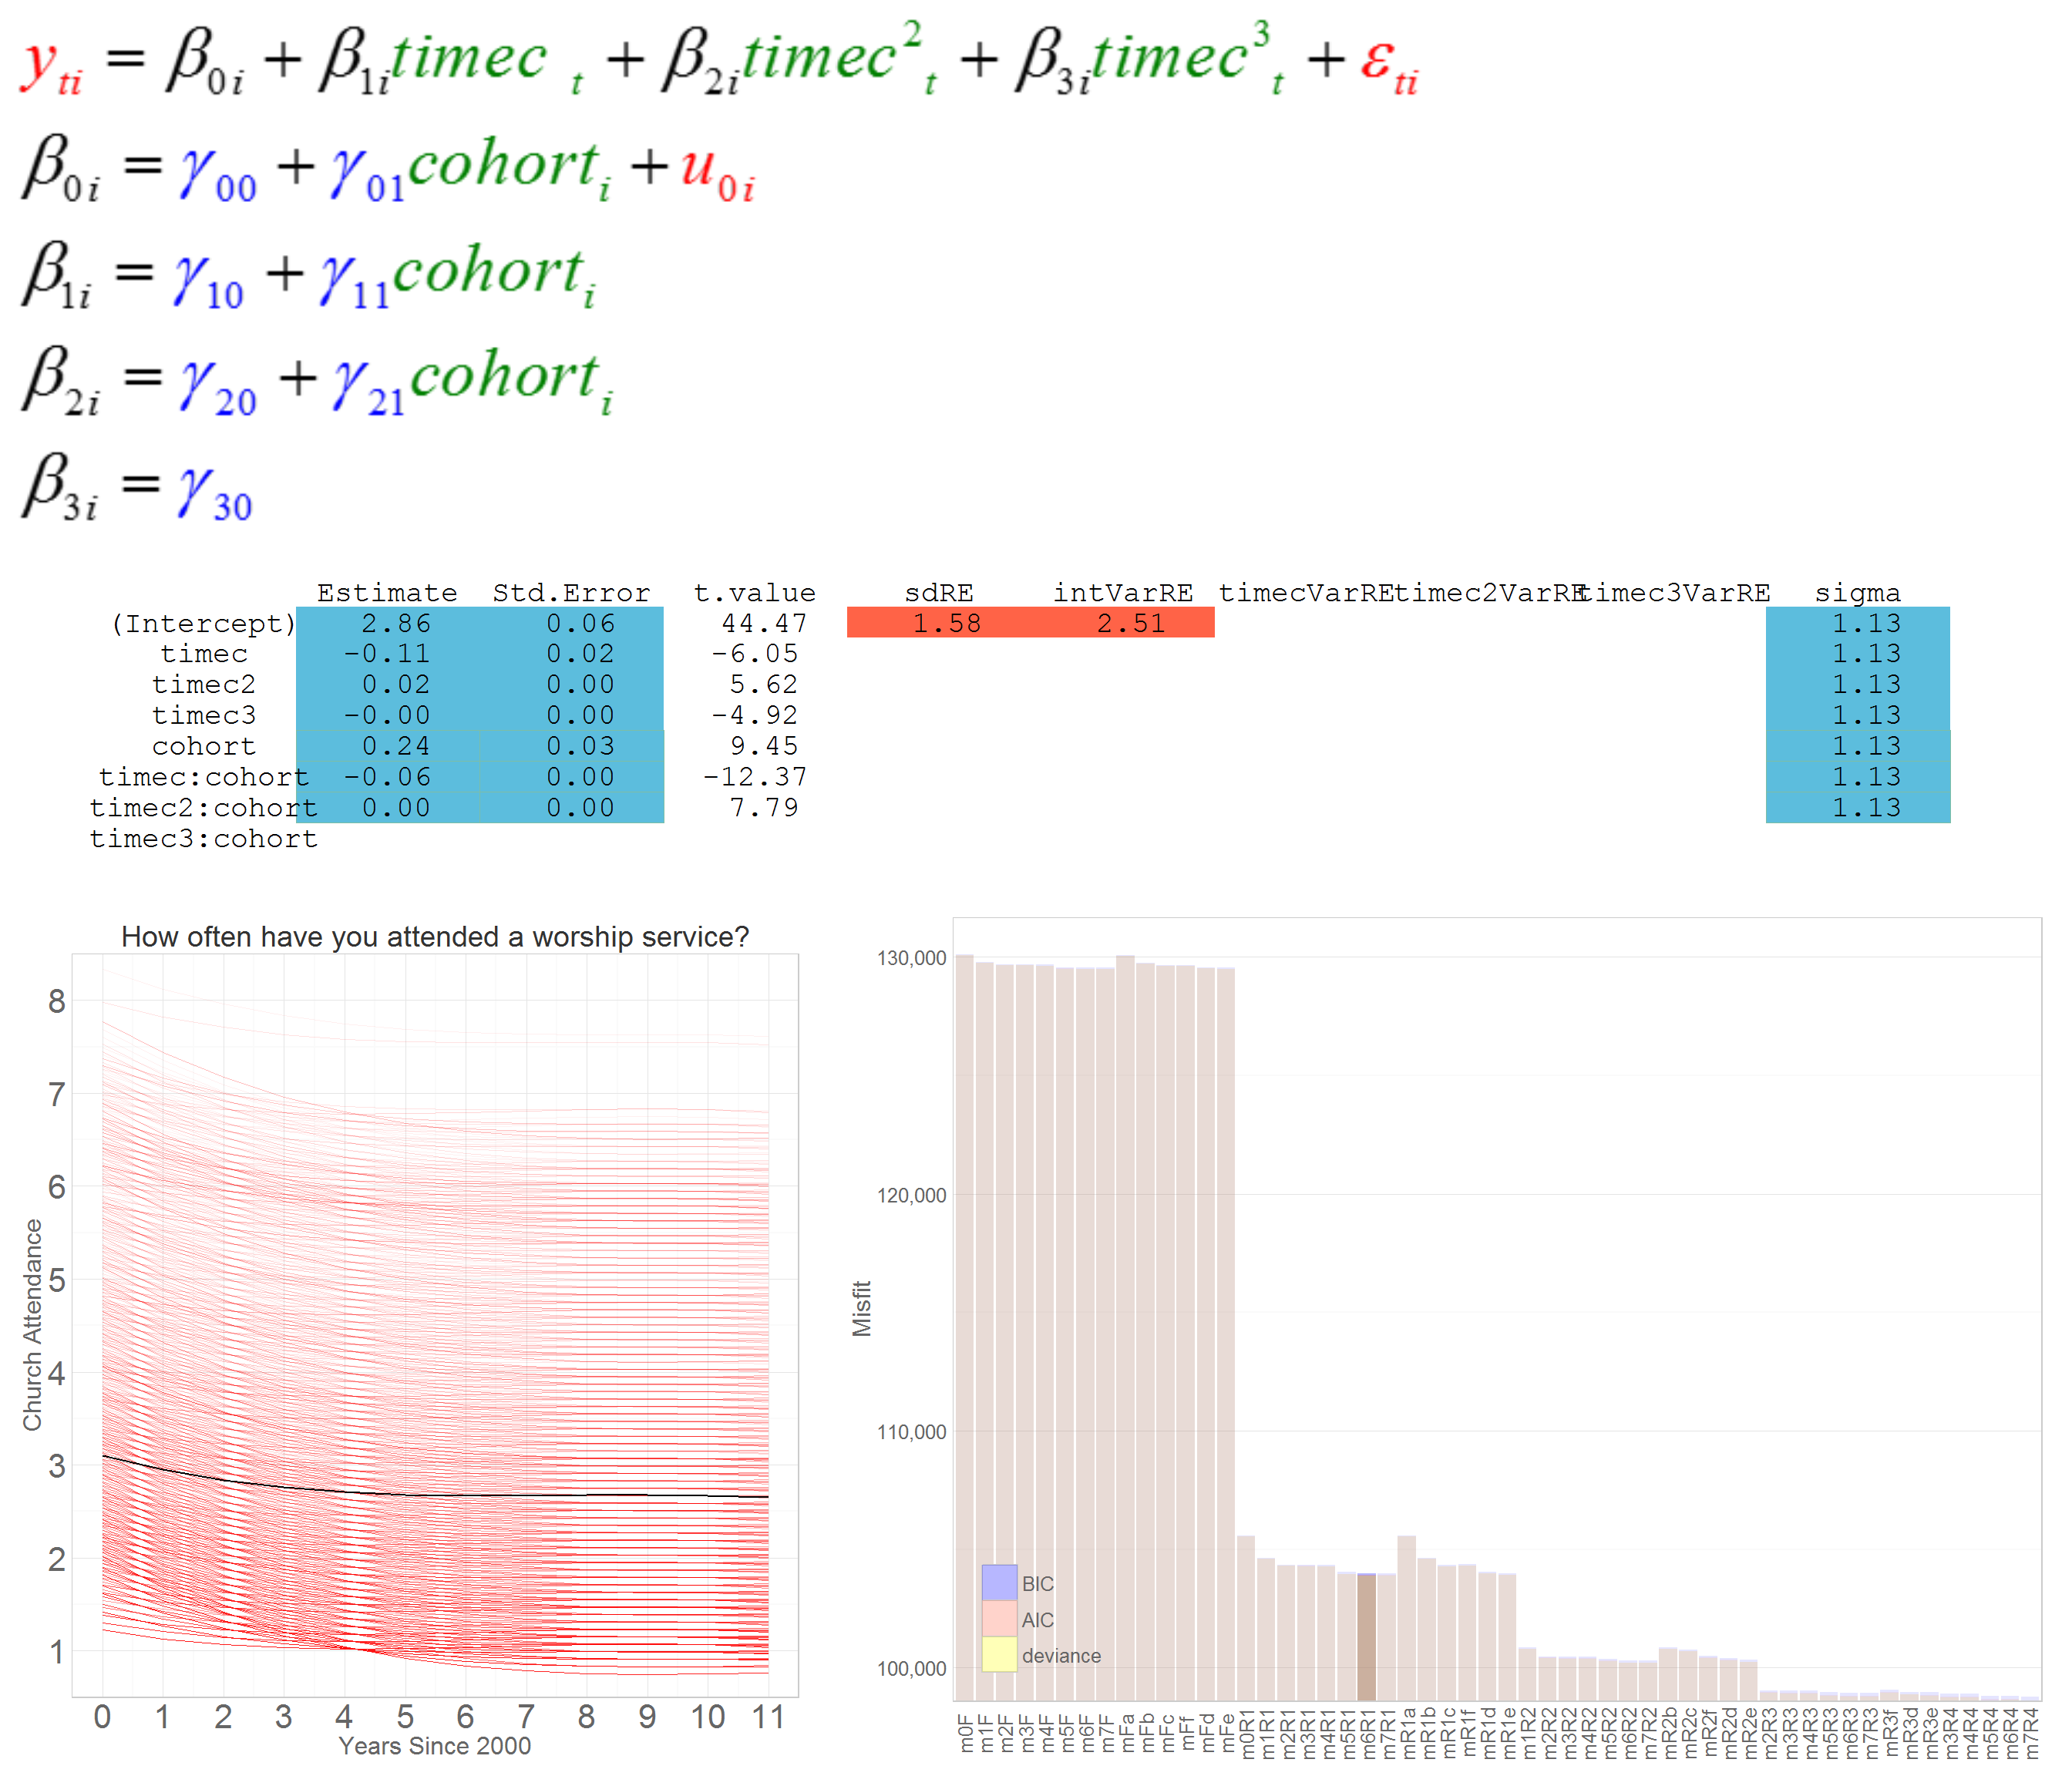 y_ti = β_0i + β_1i timec_t + β_2i timec²_t + β_3i timec³_t + ε_ti
β_0i = γ_00 + γ_01 cohort_i + u_0i
β_1i = γ_10 + γ_11 cohort_i
β_2i = γ_20 + γ_21 cohort_i
β_3i = γ_30
Estimate Std.Error t.value sdRE intVarRE timecVarRE timec2VarRE timec3VarRE sigma
(Intercept) 2.86 0.06 44.47 1.58 2.51 1.13
timec -0.11 0.02 -6.05 1.13
timec2 0.02 0.00 5.62 1.13
timec3 -0.00 0.00 -4.92 1.13
cohort 0.24 0.03 9.45 1.13
timec:cohort -0.06 0.00 -12.37 1.13
timec2:cohort 0.00 0.00 7.79 1.13
timec3:cohort
How often have you attended a worship service?
8
7
6
5
4
3
2
1
Church Attendance
0 1 2 3 4 5 6 7 8 9 10 11
Years Since 2000
130,000
120,000
110,000
100,000
Misfit
BIC
AIC
deviance
m0F m1F m2F m3F m4F m5F m6F m7F mFa mFb mFc mFf mFd mFe m0R1 m1R1 m2R1 m3R1 m4R1 m5R1 m6R1 m7R1 mR1a mR1b mR1c mR1f mR1d mR1e m1R2 m2R2 m3R2 m4R2 m5R2 m6R2 m7R2 mR2b mR2c mR2f mR2d mR2e m2R3 m3R3 m4R3 m5R3 m6R3 m7R3 mR3f mR3d mR3e m3R4 m4R4 m5R4 m6R4 m7R4